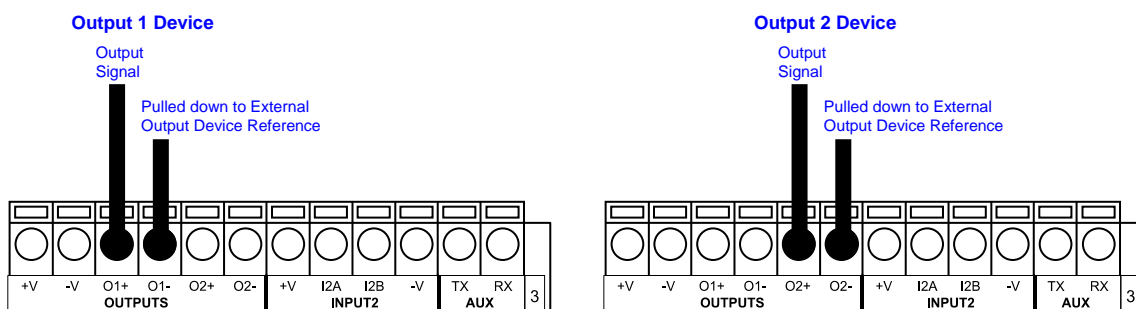 Output 1 Device
Output
Signal
Pulled down to External
Output Device Reference
+V -V O1+ O1- O2+ O2- +V I2A I2B -V TX RX
OUTPUTS INPUT2 AUX 3
Output 2 Device
Output
Signal
Pulled down to External
Output Device Reference
+V -V O1+ O1- O2+ O2- +V I2A I2B -V TX RX
OUTPUTS INPUT2 AUX 3